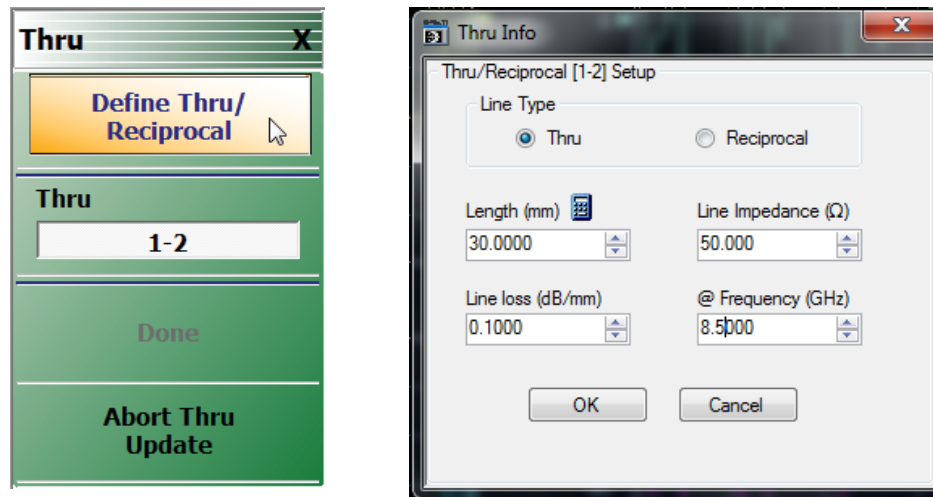 Thru X
Define Thru/
Reciprocal
Thru
1-2
Done
Abort Thru
Update
Thru Info
X
Thru/Reciprocal [1-2] Setup
Line Type
Thru
Reciprocal
Length (mm)
Line Impedance (Ω)
30.0000
50.000
Line loss (dB/mm)
@ Frequency (GHz)
0.1000
8.5000
OK
Cancel